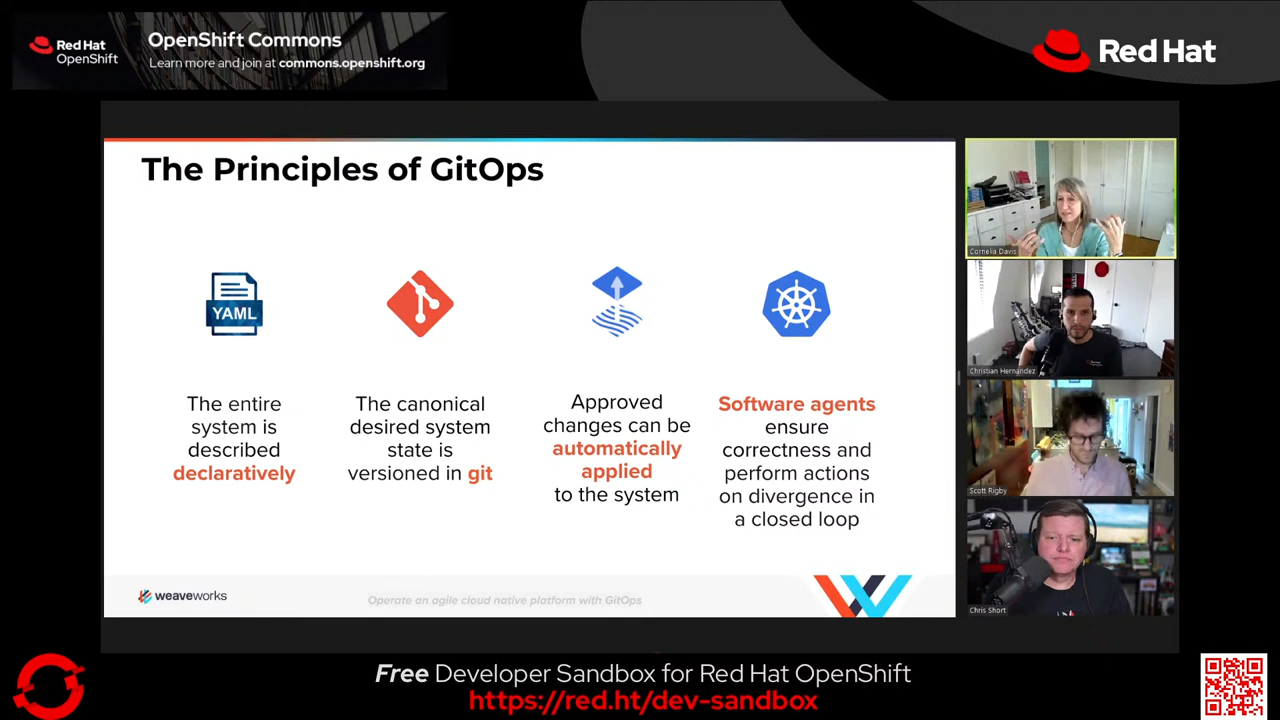 Red Hat
OpenShift
OpenShift Commons
Learn more and join at commons.openshift.org
Red Hat
The Principles of GitOps
YAML
The entire
system is
described
declaratively
The canonical
desired system
state is
versioned in git
Approved
changes can be
automatically
applied
to the system
Software agents
ensure
correctness and
perform actions
on divergence in
a closed loop
weaveworks
Operate an agile cloud native platform with GitOps
Cornelia Davis
Christian Hernandez
Scott Rigby
Chris Short
Free Developer Sandbox for Red Hat OpenShift
https://red.ht/dev-sandbox